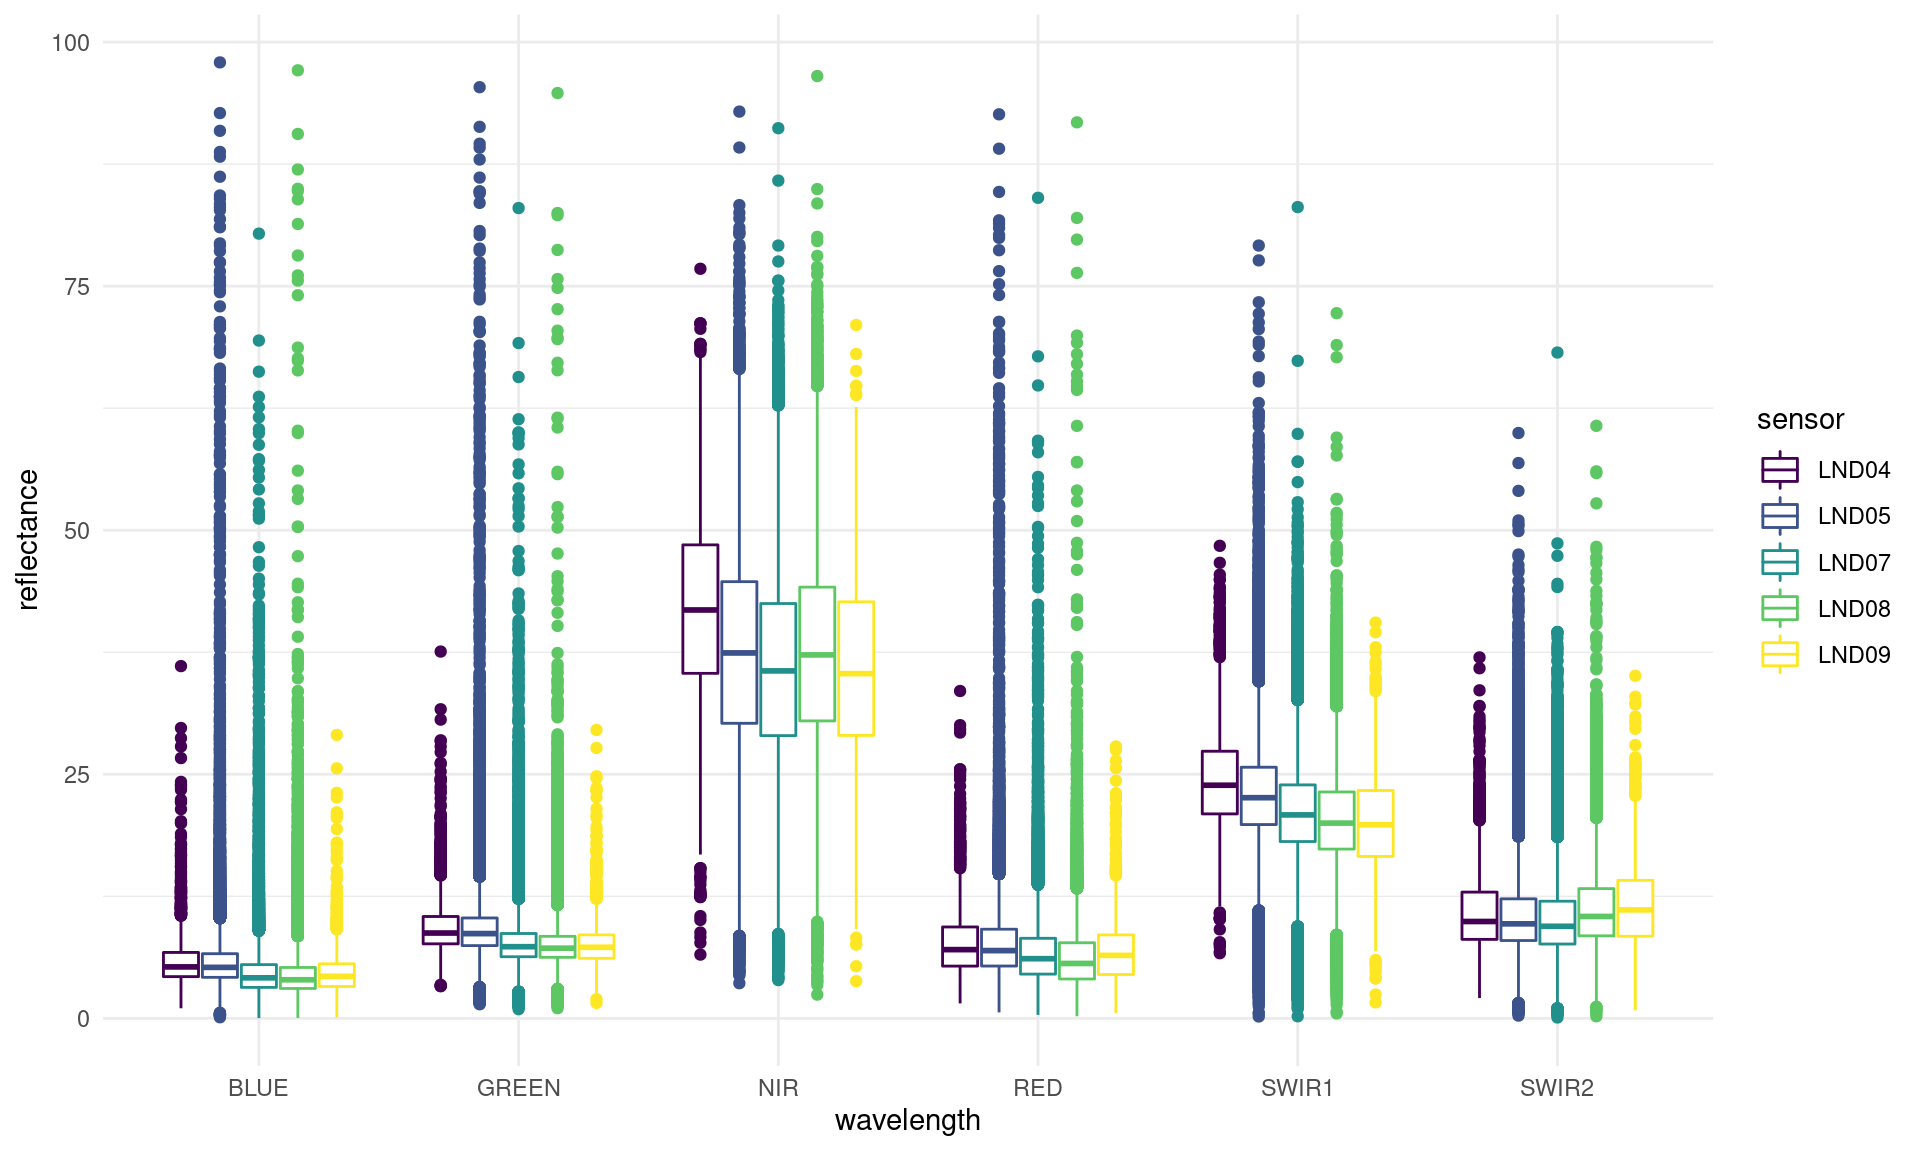 100
75
50
25
0
reflectance
BLUE
GREEN
NIR
RED
SWIR1
SWIR2
wavelength
sensor
LND04
LND05
LND07
LND08
LND09